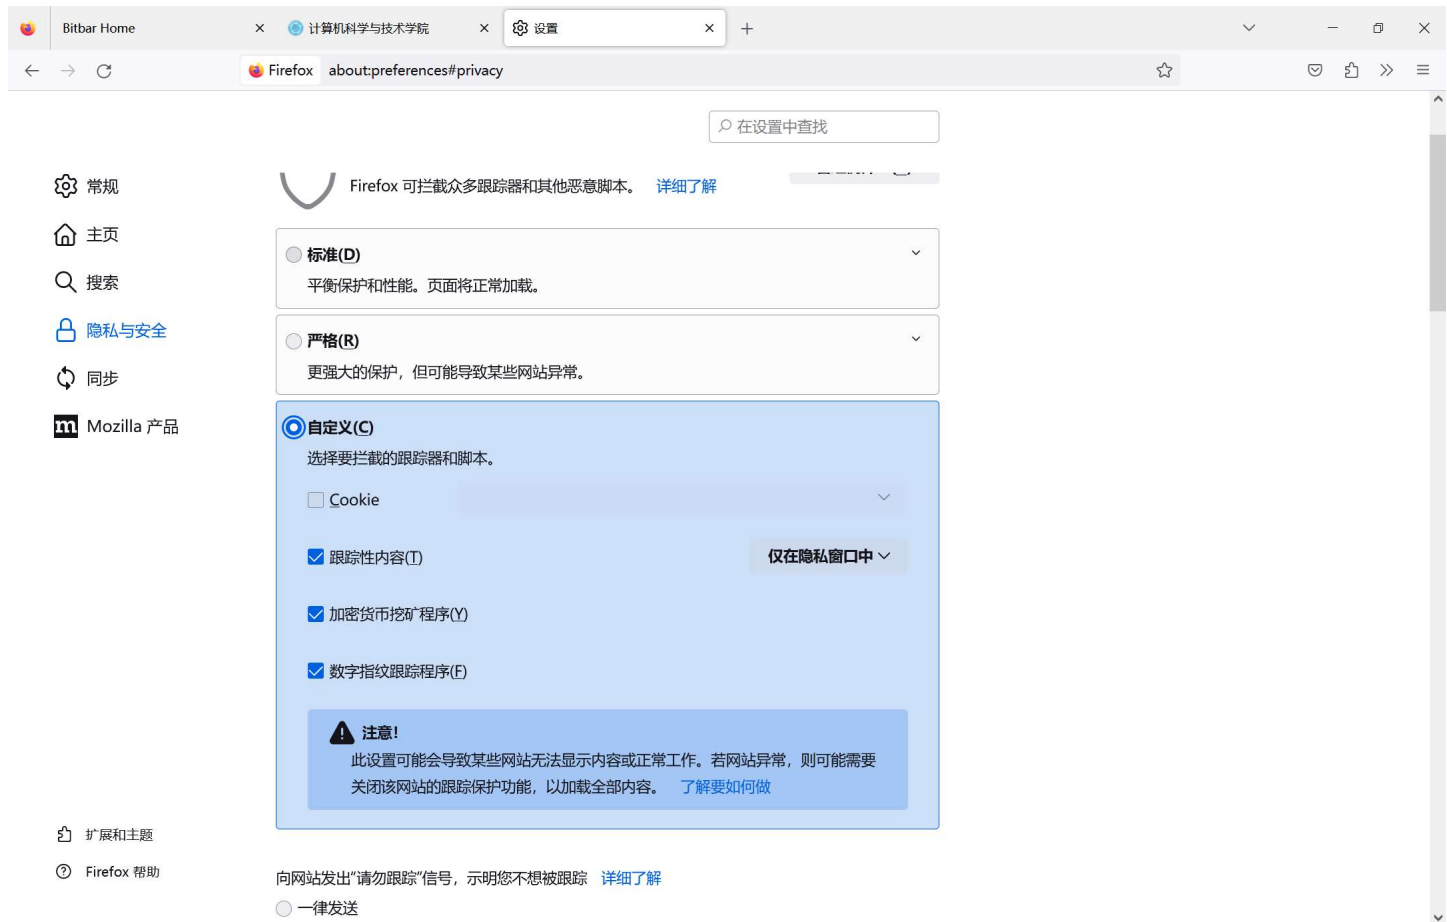 Bitbar Home
计算机科学与技术学院
设置
Firefox about:preferences#privacy
在设置中查找
常规
主页
搜索
隐私与安全
同步
Mozilla 产品
扩展和主题
Firefox 帮助
Firefox 可拦截众多跟踪器和其他恶意脚本。 详细了解
标准(D)
平衡保护和性能。页面将正常加载。
严格(R)
更强大的保护，但可能导致某些网站异常。
自定义(C)
选择要拦截的跟踪器和脚本。
Cookie
跟踪性内容(T) 仅在隐私窗口中
加密货币挖矿程序(Y)
数字指纹跟踪程序(F)
注意！
此设置可能会导致某些网站无法显示内容或正常工作。若网站异常，则可能需要
关闭该网站的跟踪保护功能，以加载全部内容。 了解要如何做
向网站发出“请勿跟踪”信号，示明您不想被跟踪 详细了解
一律发送